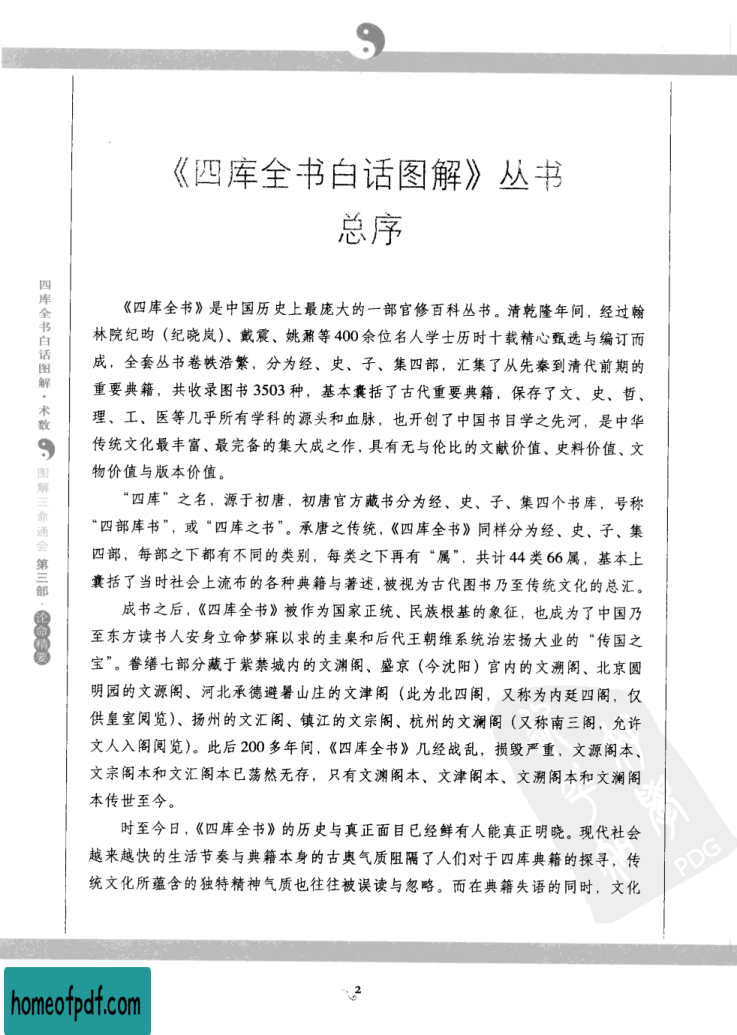 《四库全书白话图解》丛书
总序
四库全书白话图解·术数
图解三命通会 第三部·论命精要
《四库全书》是中国历史上最庞大的一部官修百科丛书。清乾隆年间，经过翰
林院纪昀（纪晓岚）、戴震、姚鼐等400余位名人学士历时十载精心甄选与编订而
成，全套丛书卷帙浩繁，分为经、史、子、集四部，汇集了从先秦到清代前期的
重要典籍，共收录图书3503种，基本囊括了古代重要典籍，保存了文、史、哲、
理、工、医等几乎所有学科的源头和血脉，也开创了中国书目学之先河，是中华
传统文化最丰富、最完备的集大成之作，具有无与伦比的文献价值、史料价值、文
物价值与版本价值。
“四库”之名，源于初唐，初唐官方藏书分为经、史、子、集四个书库，号称
“四部库书”，或“四库之书”。承唐之传统，《四库全书》同样分为经、史、子、集
四部，每部之下都有不同的类别，每类之下再有“属”，共计44类66属，基本上
囊括了当时社会上流布的各种典籍与著述，被视为古代图书乃至传统文化的总汇。
成书之后，《四库全书》被作为国家正统、民族根基的象征，也成为了中国乃
至东方读书人安身立命梦寐以求的圭臬和后代王朝维系统治宏扬大业的“传国之
宝”。誊缮七部分藏于紫禁城内的文渊阁、盛京（今沈阳）宫内的文溯阁、北京圆
明园的文源阁、河北承德避暑山庄的文津阁（此为北四阁，又称为内廷四阁，仅
供皇室阅览）、扬州的文汇阁、镇江的文宗阁、杭州的文澜阁（又称南三阁，允许
文人入阁阅览）。此后200多年间，《四库全书》几经战乱，损毁严重，文源阁本、
文宗阁本和文汇阁本已荡然无存，只有文渊阁本、文津阁本、文溯阁本和文澜阁
本传世至今。
时至今日，《四库全书》的历史与真正面目已经鲜有人能真正明晓。现代社会
越来越快的生活节奏与典籍本身的古奥气质阻隔了人们对于四库典籍的探寻，传
统文化所蕴含的独特精神气质也往往被误读与忽略。而在典籍失语的同时，文化
PDG
2
homeofpdf.com